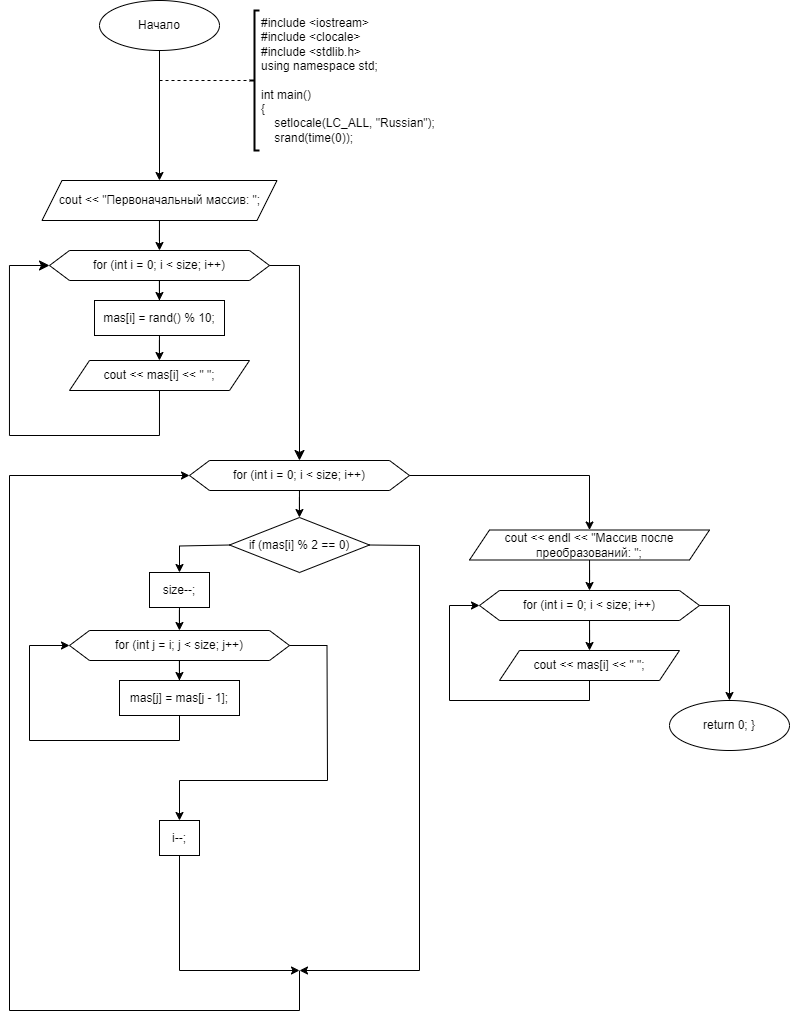 Начало
#include <iostream>
#include <clocale>
#include <stdlib.h>
using namespace std;
int main()
{
setlocale(LC_ALL, "Russian");
srand(time(0));
cout << "Первоначальный массив: ";
for (int i = 0; i < size; i++)
mas[i] = rand() % 10;
cout << mas[i] << " ";
for (int i = 0; i < size; i++)
if (mas[i] % 2 == 0)
size--;
for (int j = i; j < size; j++)
mas[j] = mas[j - 1];
i--;
cout << endl << "Массив после
преобразований: ";
for (int i = 0; i < size; i++)
cout << mas[i] << " ";
return 0; }